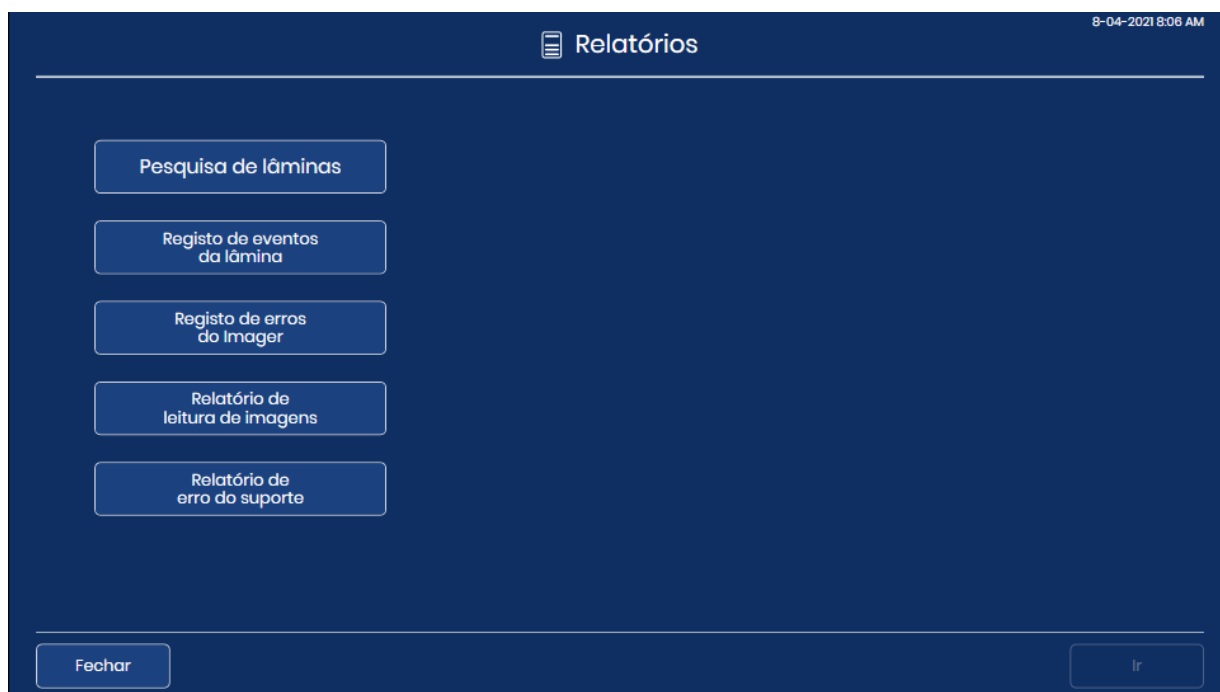 8-04-2021 8:06 AM
Relatórios
Pesquisa de lâminas
Registo de eventos
da lâmina
Registo de erros
do Imager
Relatório de
leitura de imagens
Relatório de
erro do suporte
Fechar
Ir